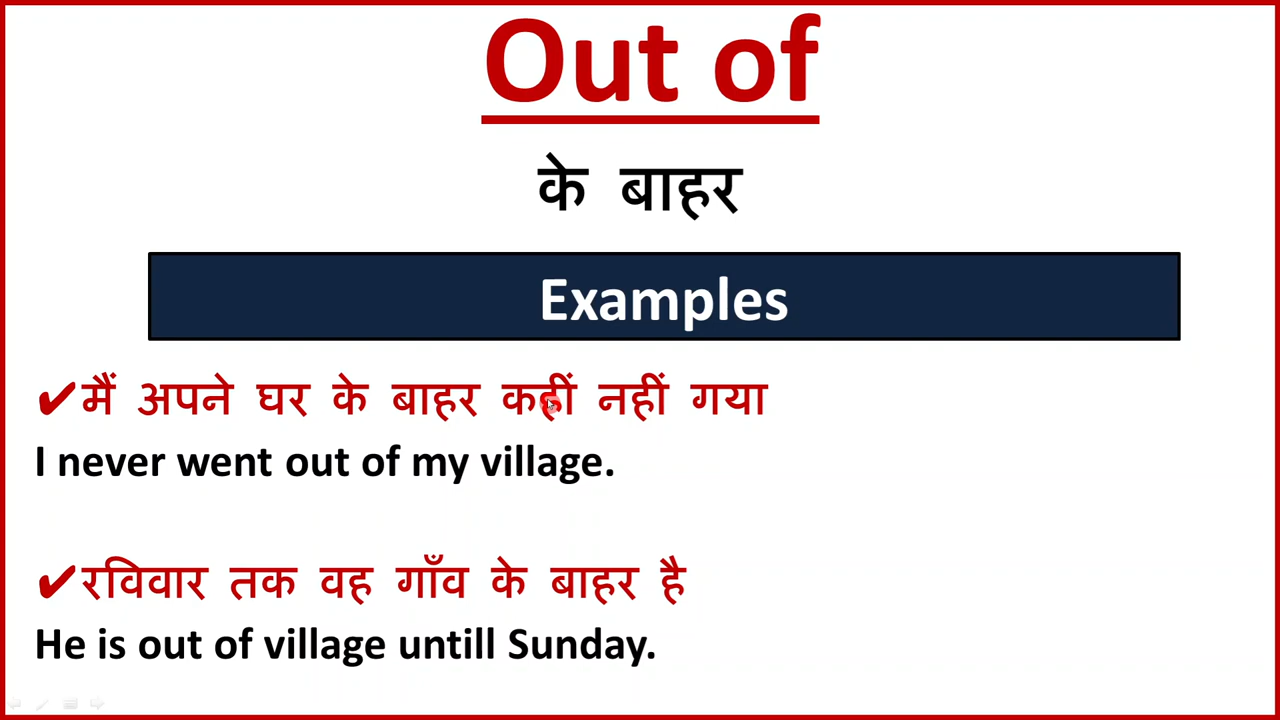 Out of
के बाहर
Examples
✔मैं अपने घर के बाहर कहीं नहीं गया
I never went out of my village.
✔रविवार तक वह गाँव के बाहर है
He is out of village untill Sunday.